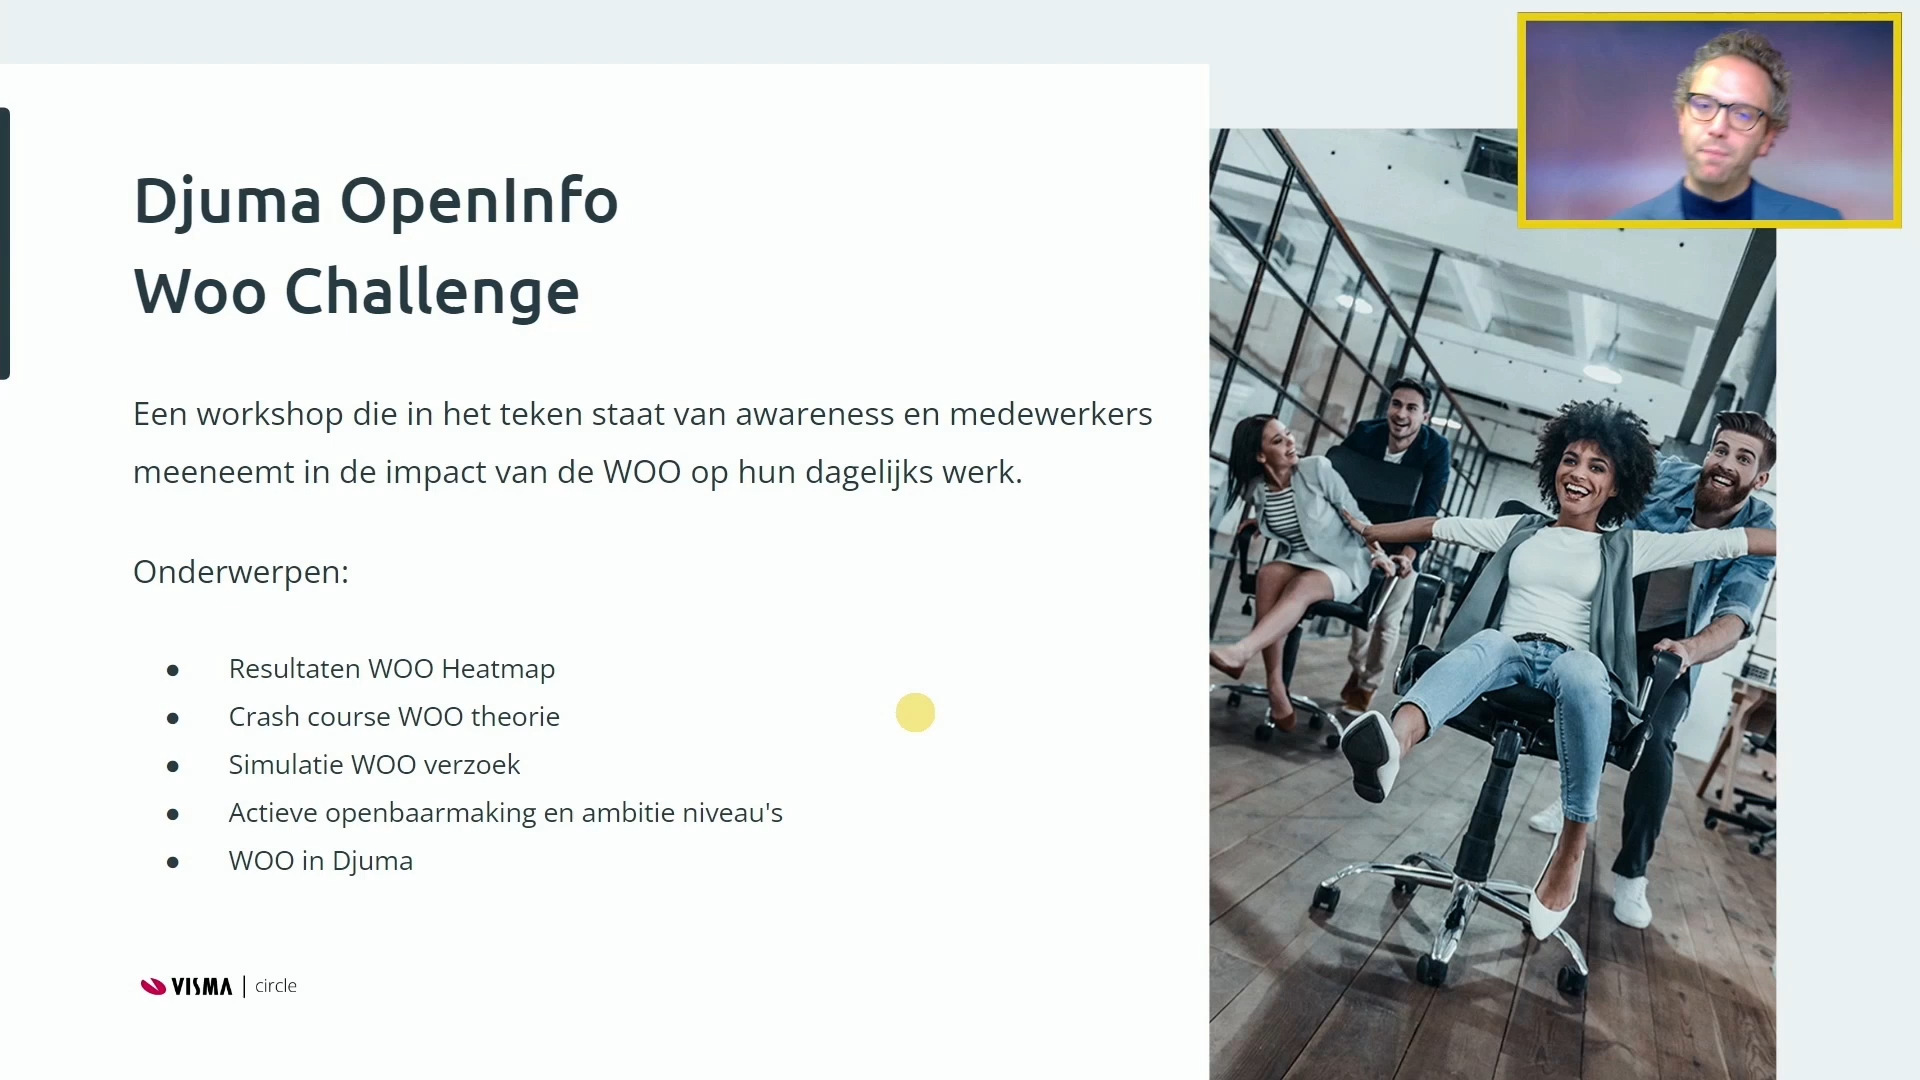 Djuma OpenInfo
Woo Challenge
Een workshop die in het teken staat van awareness en medewerkers
meeneemt in de impact van de WOO op hun dagelijks werk.
Onderwerpen:
● Resultaten WOO Heatmap
● Crash course WOO theorie
● Simulatie WOO verzoek
● Actieve openbaarmaking en ambitie niveau's
● WOO in Djuma
VISMA | circle